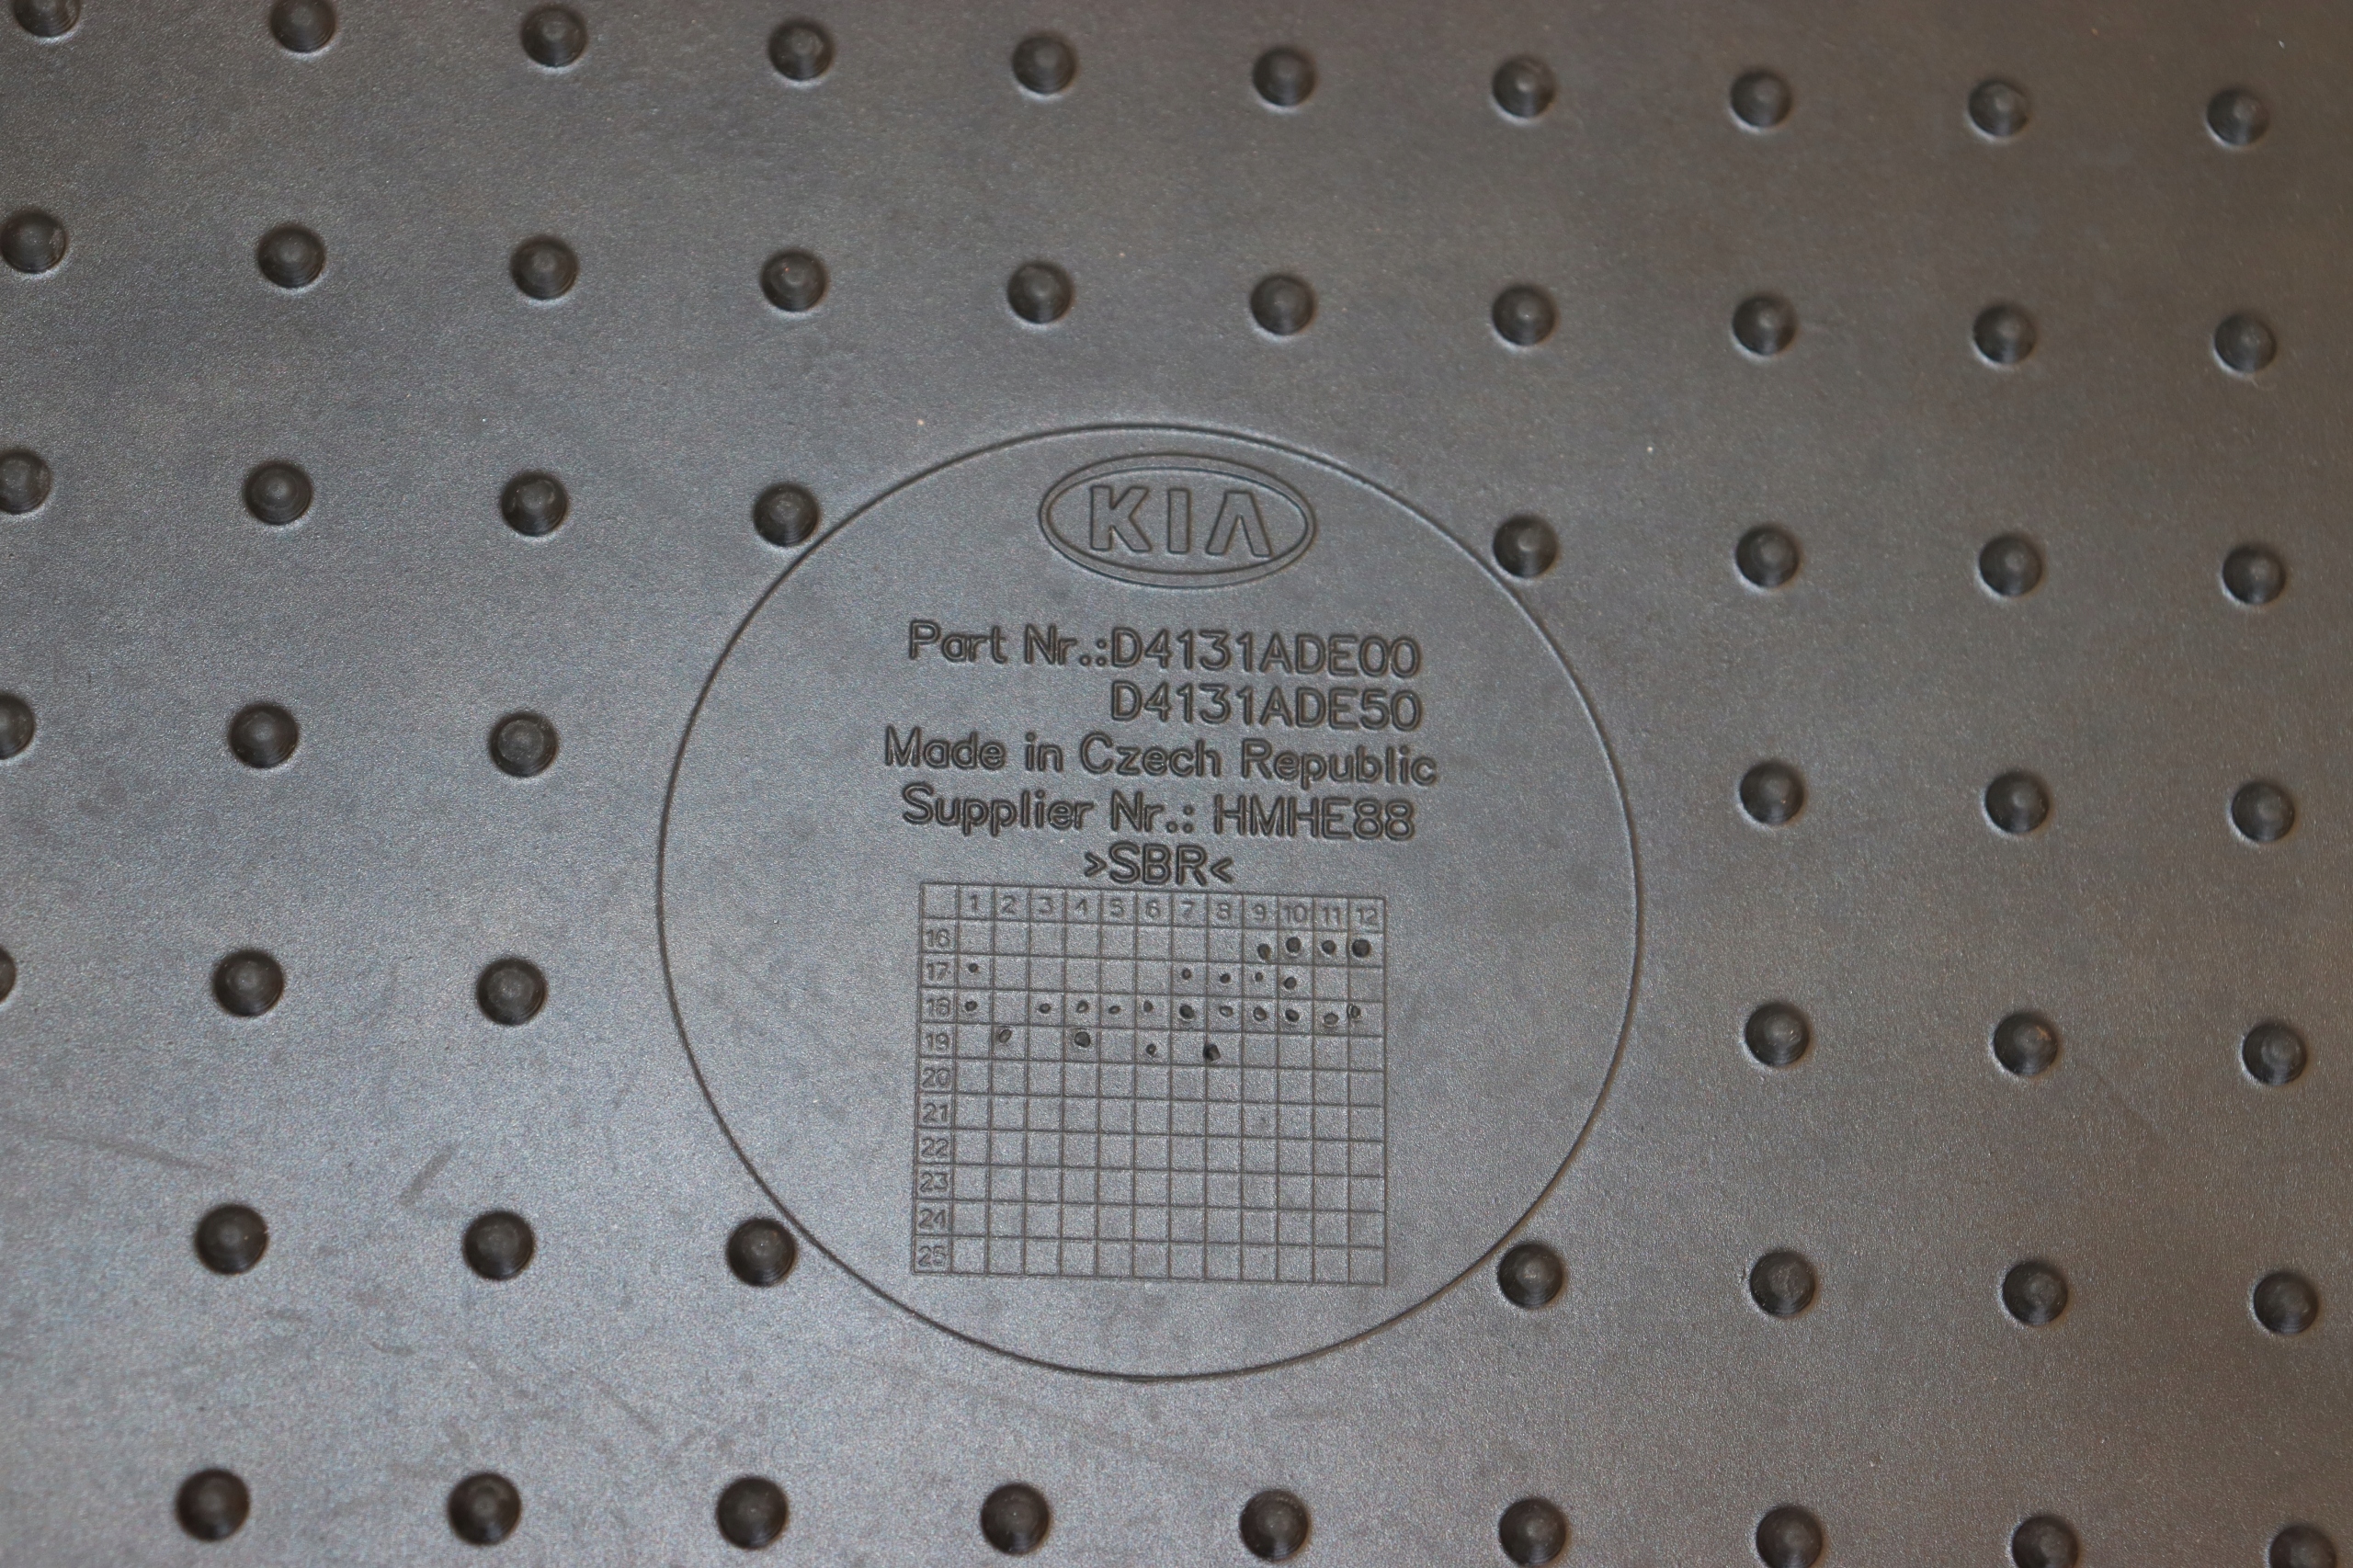 KIA
Part Nr.:D4131ADE00
D4131ADE50
Made in Czech Republic
Supplier Nr.: HMHE88
>SBR<
1 2 3 4 5 6 7 8 9 10 11 12
16
17
18
19
20
21
22
23
24
25